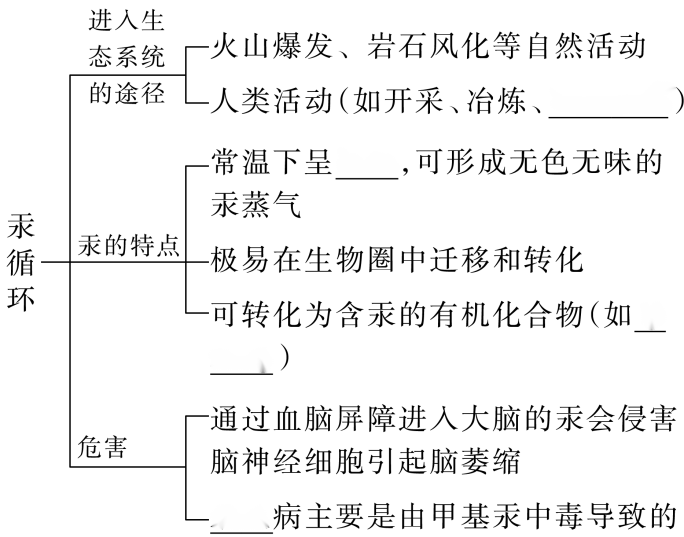 进入生
态系统
的途径
火山爆发、岩石风化等自然活动
人类活动(如开采、冶炼、________)
汞循环
汞的特点
常温下呈____,可形成无色无味的
汞蒸气
极易在生物圈中迁移和转化
可转化为含汞的有机化合物(如__
____)
危害
通过血脑屏障进入大脑的汞会侵害
脑神经细胞引起脑萎缩
____病主要是由甲基汞中毒导致的